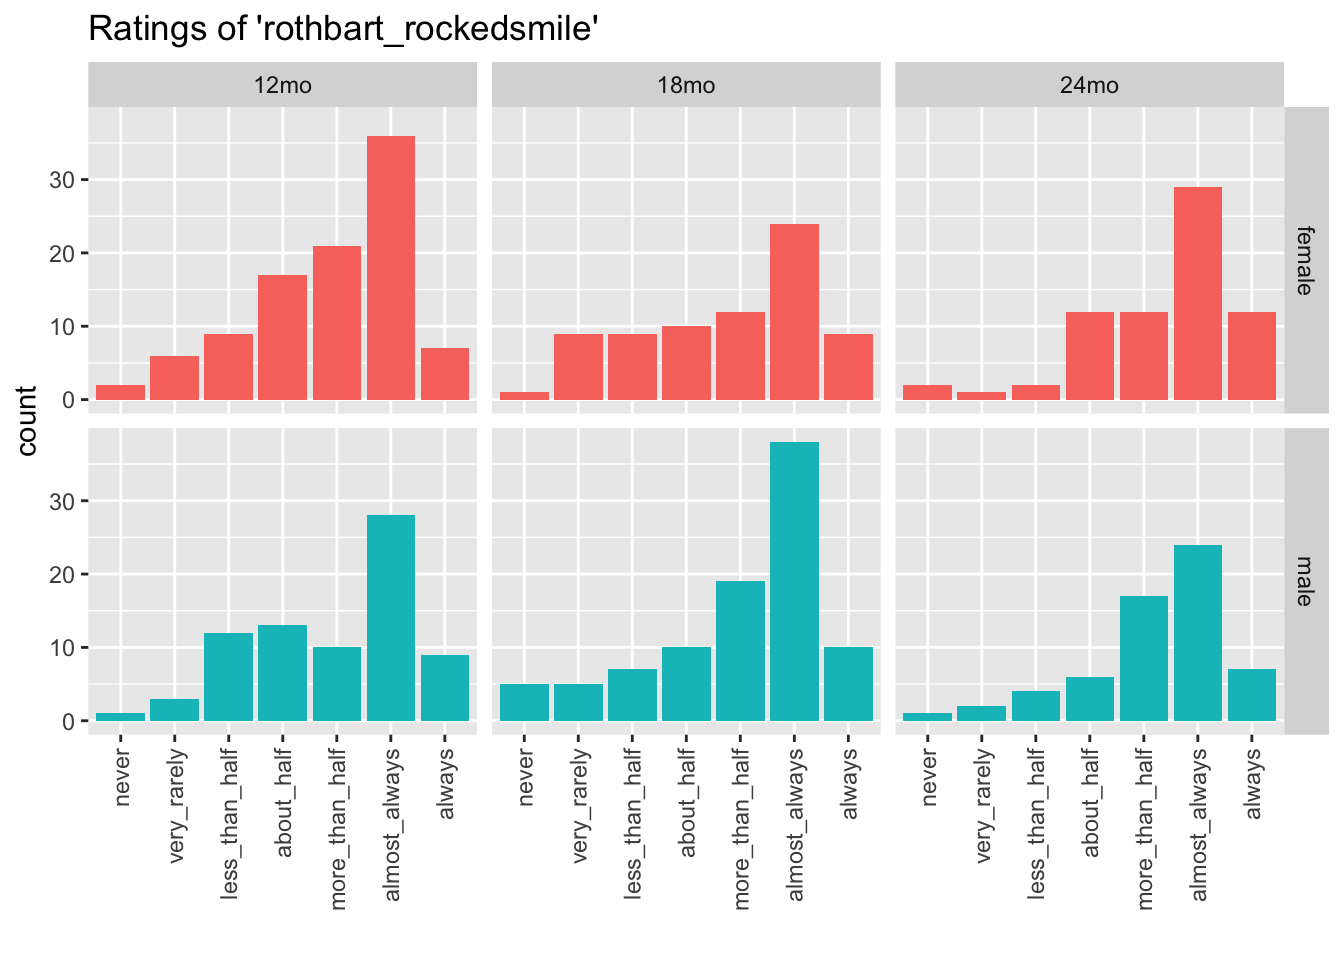 Ratings of 'rothbart_rockedsmile'
12mo 18mo 24mo
30
20
10
0
female
count
30
20
10
0
male
never very_rarely less_than_half about_half more_than_half almost_always always never very_rarely less_than_half about_half more_than_half almost_always always never very_rarely less_than_half about_half more_than_half almost_always always